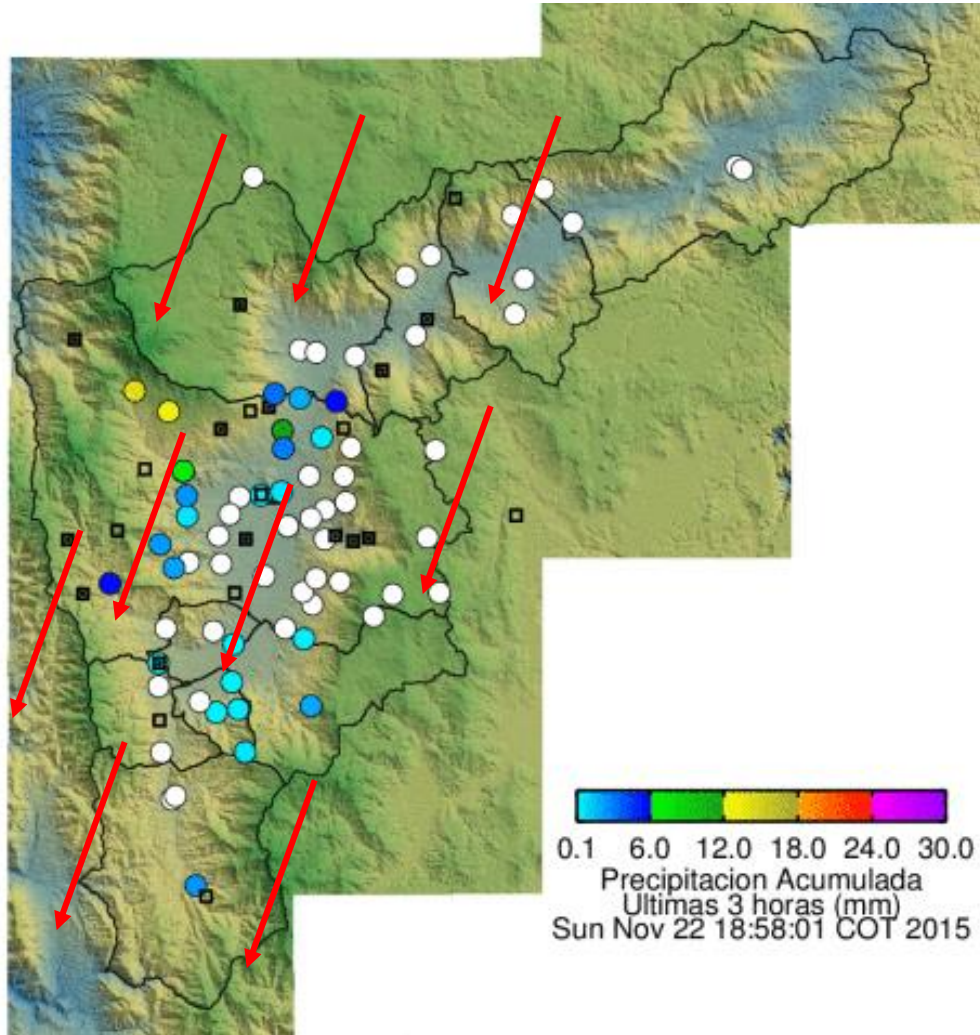 0.1 6.0 12.0 18.0 24.0 30.0
Precipitacion Acumulada
Ultimas 3 horas (mm)
Sun Nov 22 18:58:01 COT 2015